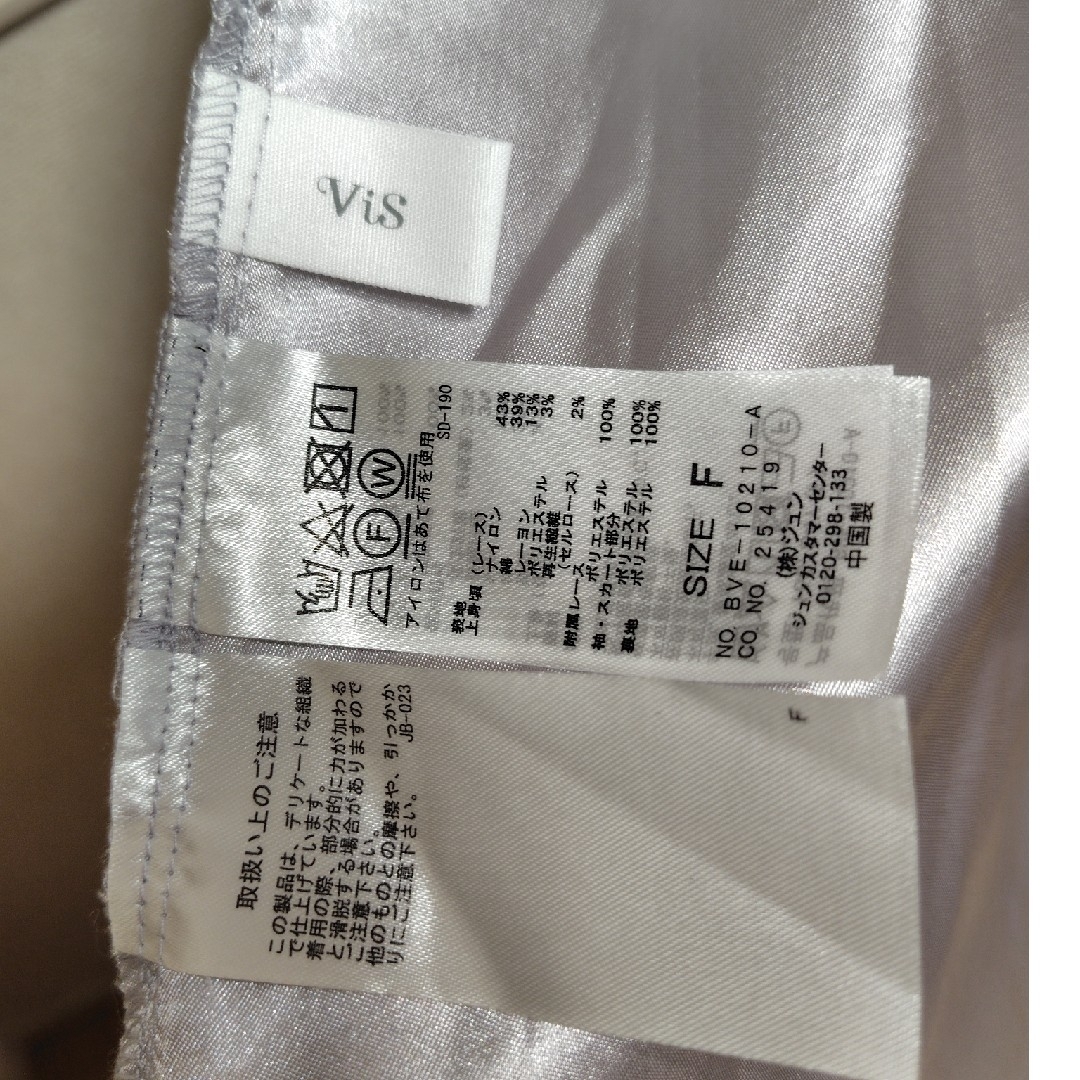 ViS
アイロンはあて布を使用
SD-190
表地
上身頃 (レース)
ナイロン 43%
綿 39%
レーヨン 13%
ポリエステル 3%
再生繊維
(セルロース) 2%
附属レース
ポリエステル 100%
袖・スカート部分
ポリエステル 100%
裏地 ポリエステル 100%
SIZE F
NO. BVE-10210-A
CO. NO. 25419
(株)ジュン
ジュンカスタマーセンター
0120-298-133
中国製
取扱い上のご注意
この製品は、デリケートな組織
で仕上げています。
着用の際、部分的に力が加わる
と滑脱する場合がありますので
ご注意下さい。
他のものとの摩擦や、引っかか
りにご注意下さい。
JB-023
F